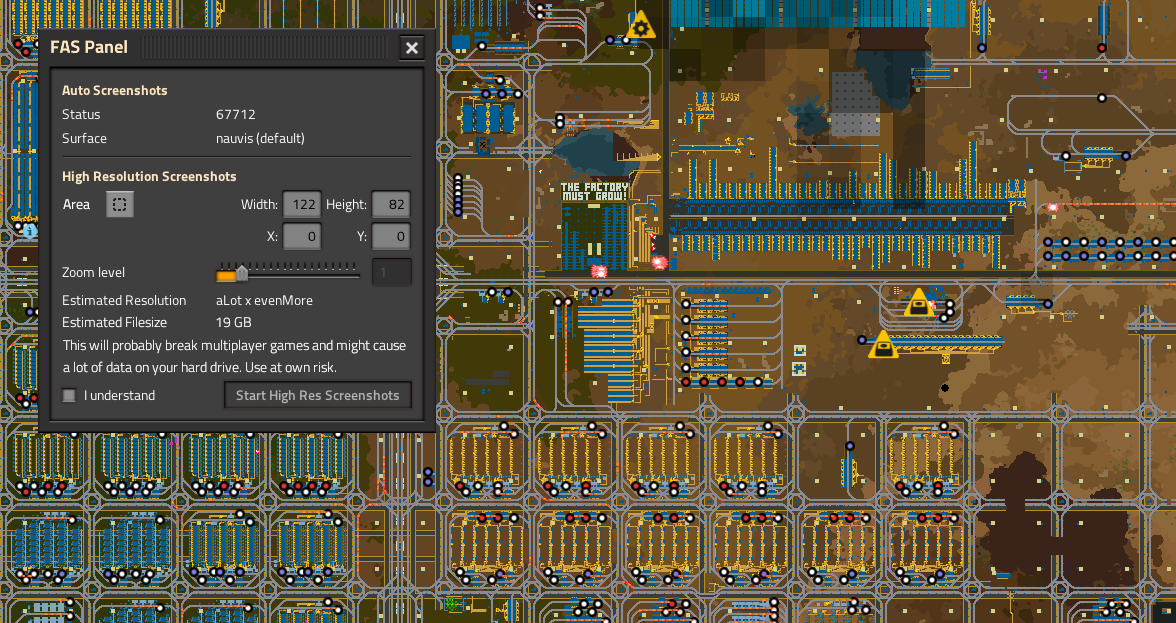 FAS Panel
Auto Screenshots
Status 67712
Surface nauvis (default)
High Resolution Screenshots
Area Width: 122 Height: 82
X: 0 Y: 0
Zoom level 1
Estimated Resolution aLot x evenMore
Estimated Filesize 19 GB
This will probably break multiplayer games and might cause
a lot of data on your hard drive. Use at own risk.
I understand Start High Res Screenshots
THE FACTORY
MUST GROW!